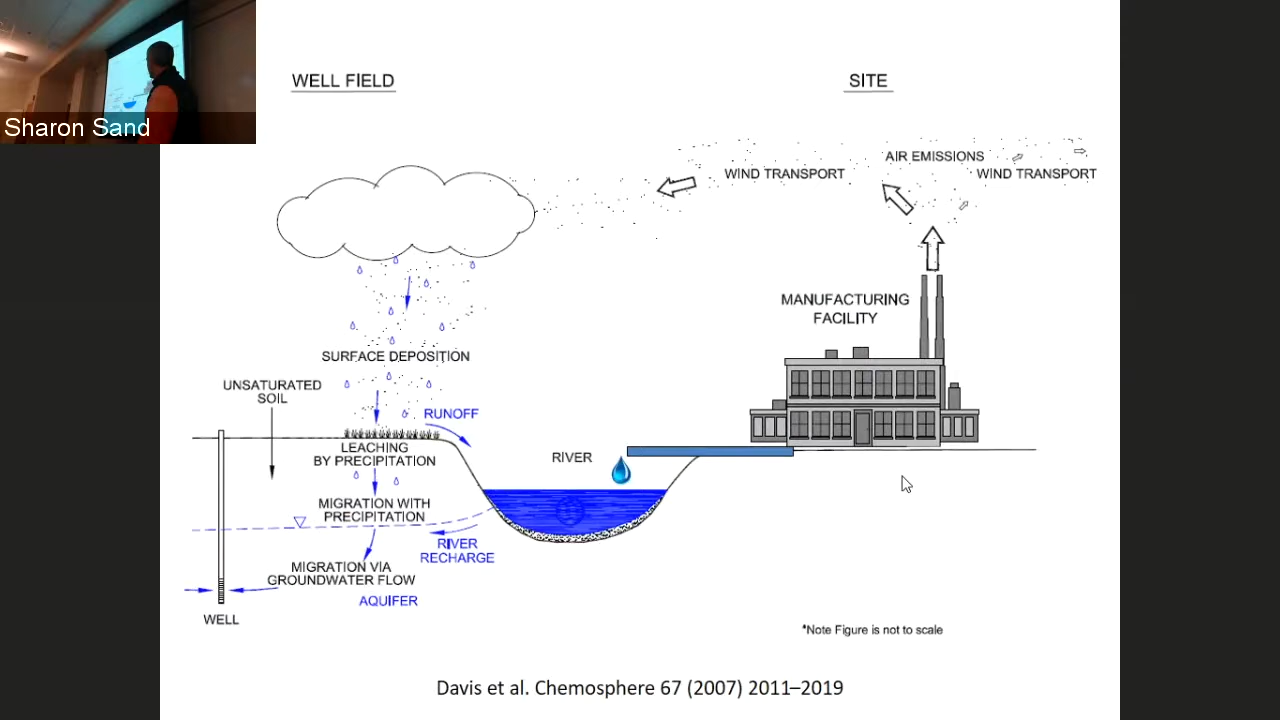 Sharon Sand
WELL FIELD
SITE
AIR EMISSIONS
WIND TRANSPORT
WIND TRANSPORT
MANUFACTURING
FACILITY
SURFACE DEPOSITION
UNSATURATED
SOIL
RUNOFF
LEACHING
BY PRECIPITATION
RIVER
MIGRATION WITH
PRECIPITATION
RIVER
RECHARGE
MIGRATION VIA
GROUNDWATER FLOW
AQUIFER
WELL
*Note Figure is not to scale
Davis et al. Chemosphere 67 (2007) 2011–2019